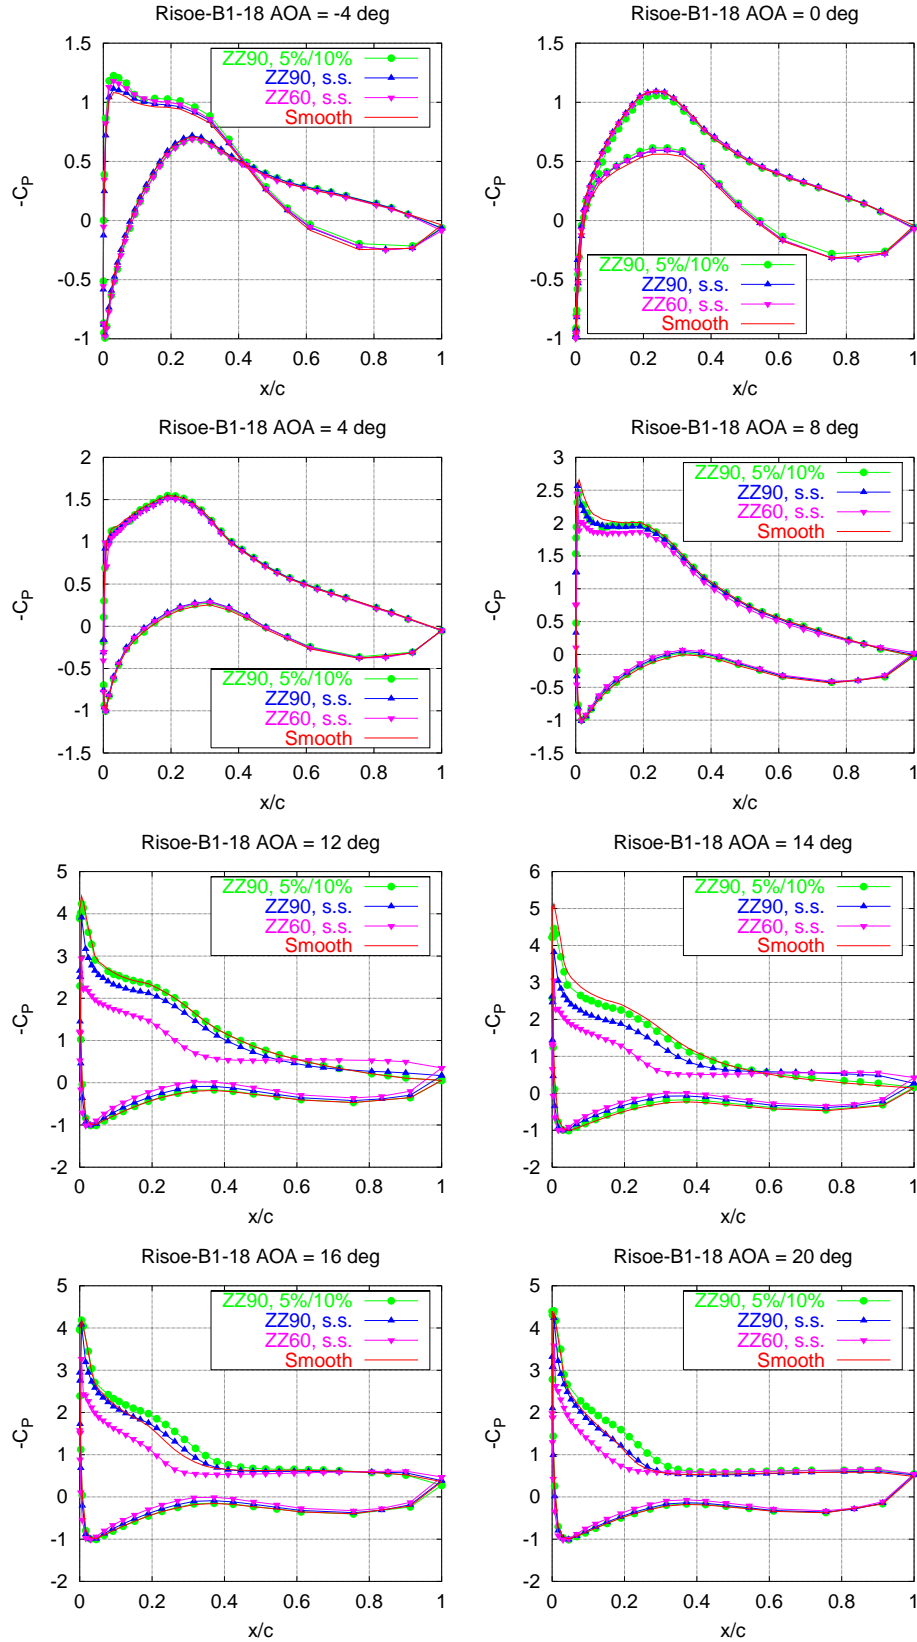 Risoe-B1-18 AOA = -4 deg
1.5
1
0.5
0
-0.5
-1
0 0.2 0.4 0.6 0.8 1
-CP
x/c
ZZ90, 5%/10%
ZZ90, s.s.
ZZ60, s.s.
Smooth
Risoe-B1-18 AOA = 0 deg
1.5
1
0.5
0
-0.5
-1
0 0.2 0.4 0.6 0.8 1
-CP
x/c
ZZ90, 5%/10%
ZZ90, s.s.
ZZ60, s.s.
Smooth
Risoe-B1-18 AOA = 4 deg
2
1.5
1
0.5
0
-0.5
-1
-1.5
0 0.2 0.4 0.6 0.8 1
-CP
x/c
ZZ90, 5%/10%
ZZ90, s.s.
ZZ60, s.s.
Smooth
Risoe-B1-18 AOA = 8 deg
3
2.5
2
1.5
1
0.5
0
-0.5
-1
-1.5
0 0.2 0.4 0.6 0.8 1
-CP
x/c
ZZ90, 5%/10%
ZZ90, s.s.
ZZ60, s.s.
Smooth
Risoe-B1-18 AOA = 12 deg
5
4
3
2
1
0
-1
-2
0 0.2 0.4 0.6 0.8 1
-CP
x/c
ZZ90, 5%/10%
ZZ90, s.s.
ZZ60, s.s.
Smooth
Risoe-B1-18 AOA = 14 deg
6
5
4
3
2
1
0
-1
-2
0 0.2 0.4 0.6 0.8 1
-CP
x/c
ZZ90, 5%/10%
ZZ90, s.s.
ZZ60, s.s.
Smooth
Risoe-B1-18 AOA = 16 deg
5
4
3
2
1
0
-1
-2
0 0.2 0.4 0.6 0.8 1
-CP
x/c
ZZ90, 5%/10%
ZZ90, s.s.
ZZ60, s.s.
Smooth
Risoe-B1-18 AOA = 20 deg
5
4
3
2
1
0
-1
-2
0 0.2 0.4 0.6 0.8 1
-CP
x/c
ZZ90, 5%/10%
ZZ90, s.s.
ZZ60, s.s.
Smooth